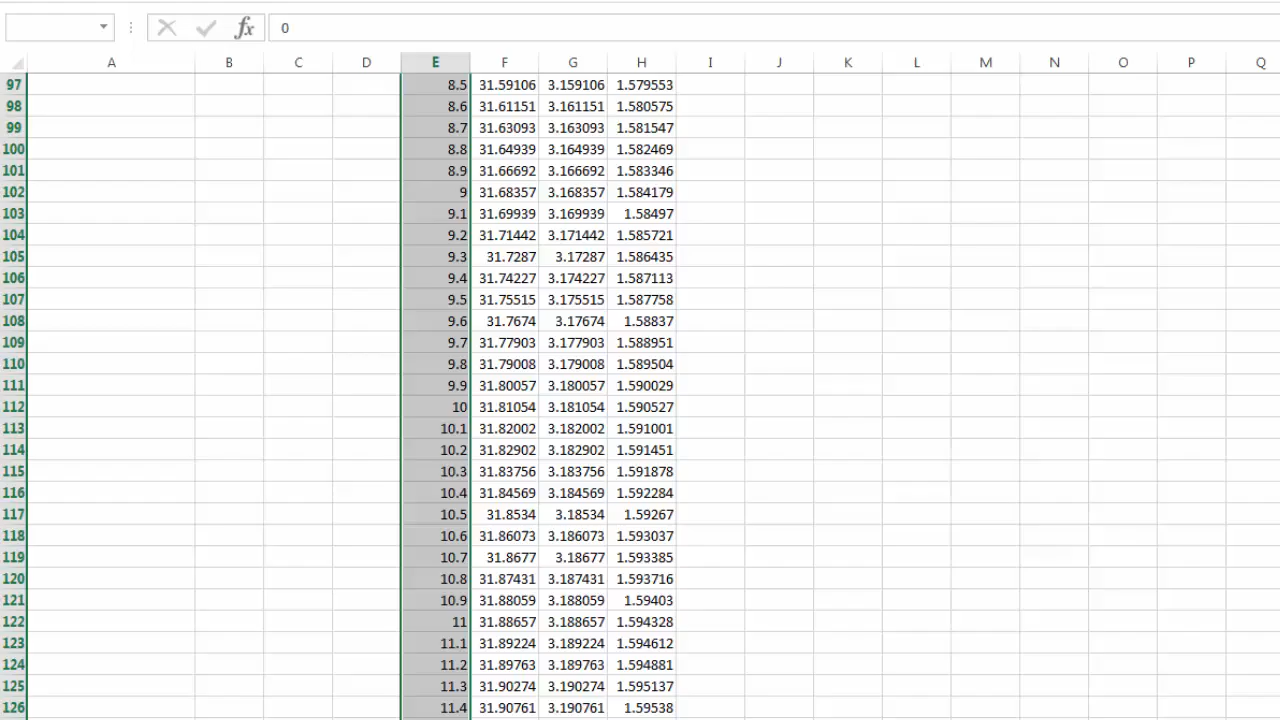 fx 0
A B C D E F G H I J K L M N O P Q
97 8.5 31.59106 3.159106 1.579553
98 8.6 31.61151 3.161151 1.580575
99 8.7 31.63093 3.163093 1.581547
100 8.8 31.64939 3.164939 1.582469
101 8.9 31.66692 3.166692 1.583346
102 9 31.68357 3.168357 1.584179
103 9.1 31.69939 3.169939 1.58497
104 9.2 31.71442 3.171442 1.585721
105 9.3 31.7287 3.17287 1.586435
106 9.4 31.74227 3.174227 1.587113
107 9.5 31.75515 3.175515 1.587758
108 9.6 31.7674 3.17674 1.58837
109 9.7 31.77903 3.177903 1.588951
110 9.8 31.79008 3.179008 1.589504
111 9.9 31.80057 3.180057 1.590029
112 10 31.81054 3.181054 1.590527
113 10.1 31.82002 3.182002 1.591001
114 10.2 31.82902 3.182902 1.591451
115 10.3 31.83756 3.183756 1.591878
116 10.4 31.84569 3.184569 1.592284
117 10.5 31.8534 3.18534 1.59267
118 10.6 31.86073 3.186073 1.593037
119 10.7 31.8677 3.18677 1.593385
120 10.8 31.87431 3.187431 1.593716
121 10.9 31.88059 3.188059 1.59403
122 11 31.88657 3.188657 1.594328
123 11.1 31.89224 3.189224 1.594612
124 11.2 31.89763 3.189763 1.594881
125 11.3 31.90274 3.190274 1.595137
126 11.4 31.90761 3.190761 1.59538